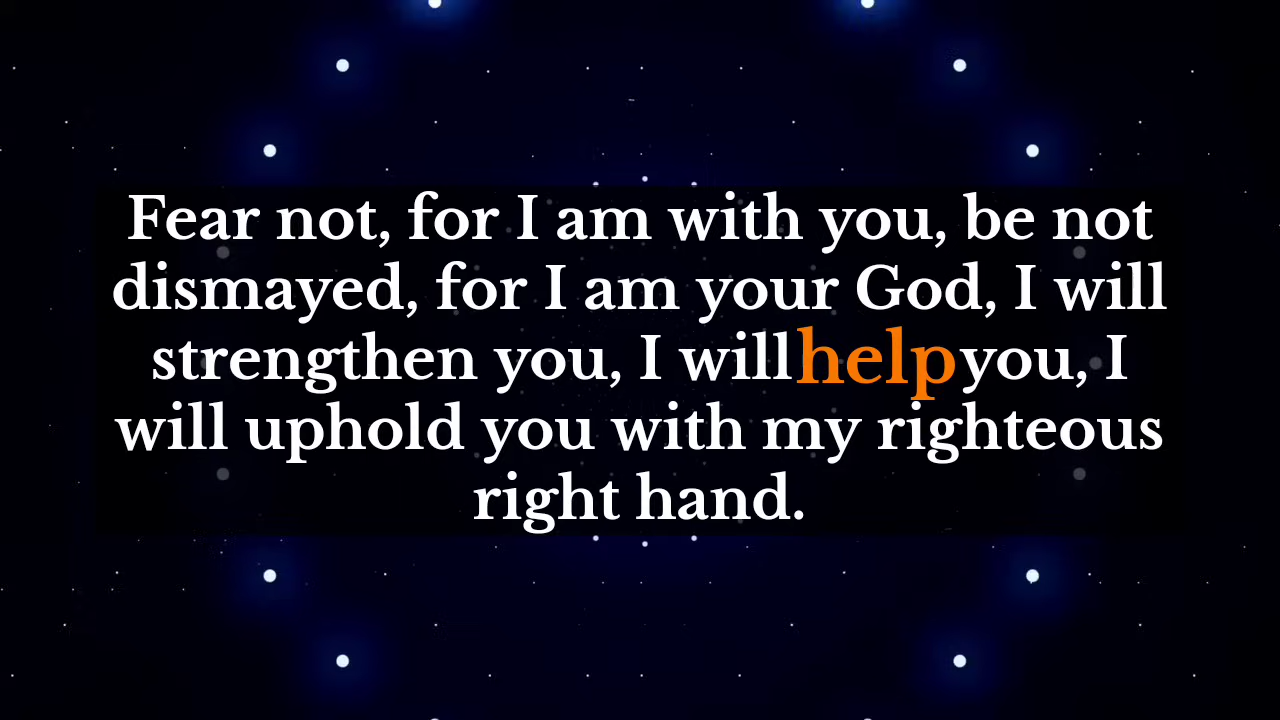 Fear not, for I am with you, be not
dismayed, for I am your God, I will
strengthen you, I will help you, I
will uphold you with my righteous
right hand.